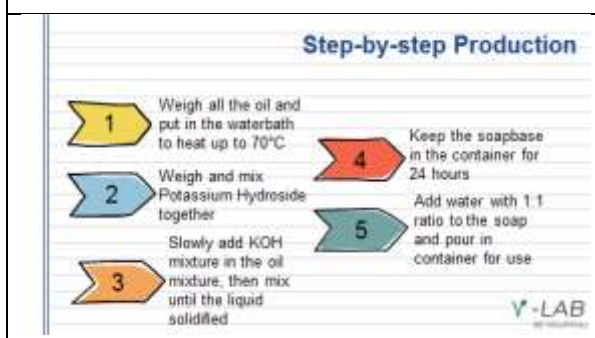 Step-by-step Production
1
Weigh all the oil and
put in the waterbath
to heat up to 70°C
2
Weigh and mix
Potassium Hydroside
together
3
Slowly add KOH
mixture in the oil
mixture, then mix
until the liquid
solidified
4
Keep the soapbase
in the container for
24 hours
5
Add water with 1:1
ratio to the soap
and pour in
container for use
V-LAB